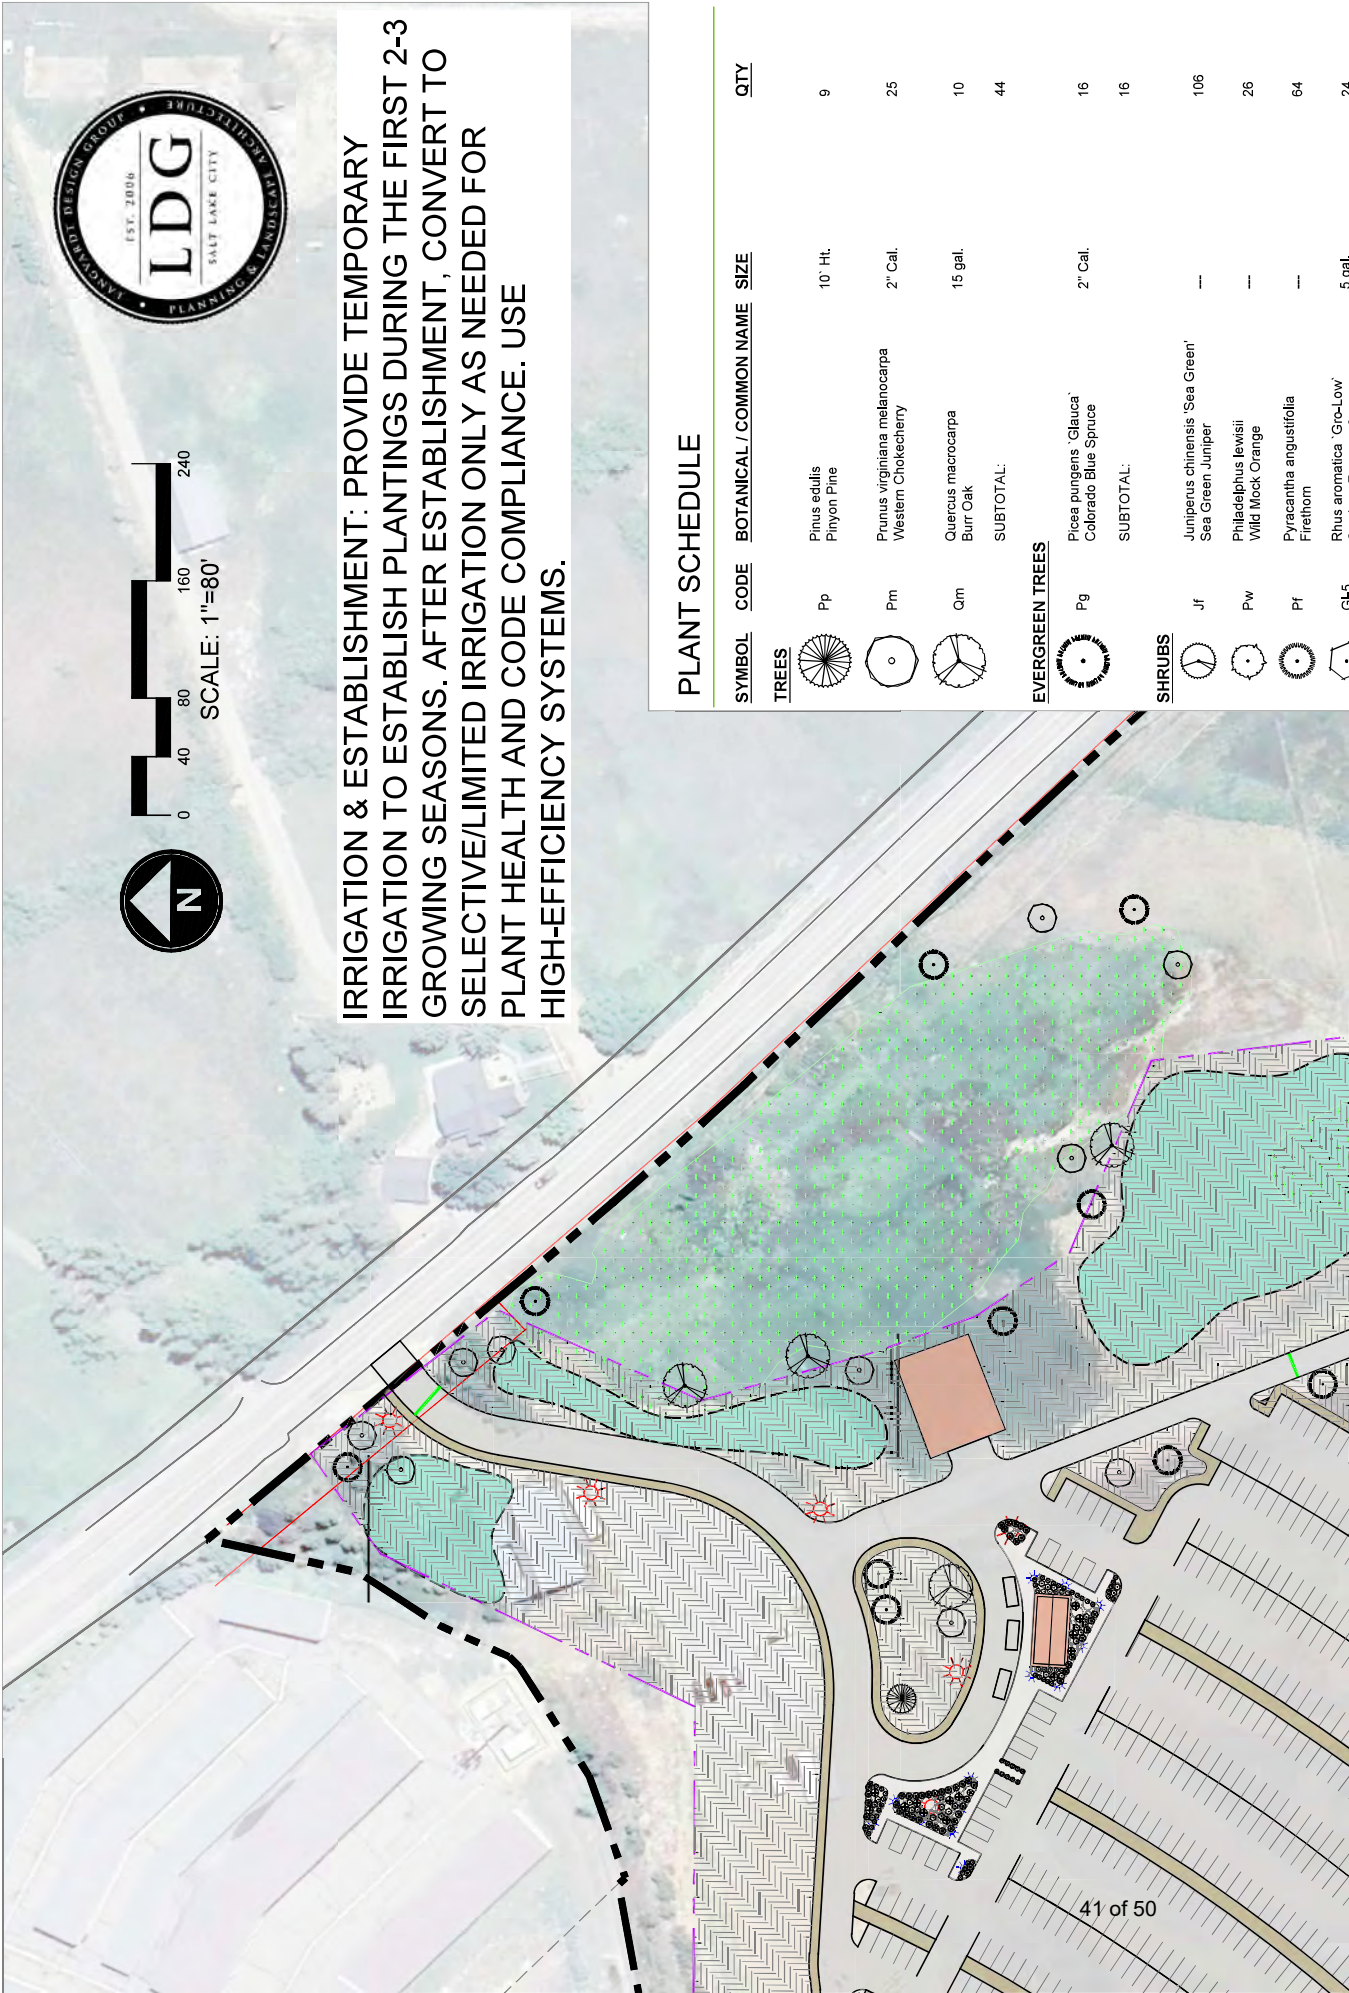 LANGVARDT DESIGN GROUP
EST. 2006
LDG
SALT LAKE CITY
PLANNING & LANDSCAPE ARCHITECTURE
N
0 40 80 160 240
SCALE: 1"=80'
IRRIGATION & ESTABLISHMENT: PROVIDE TEMPORARY
IRRIGATION TO ESTABLISH PLANTINGS DURING THE FIRST 2-3
GROWING SEASONS. AFTER ESTABLISHMENT, CONVERT TO
SELECTIVE/LIMITED IRRIGATION ONLY AS NEEDED FOR
PLANT HEALTH AND CODE COMPLIANCE. USE
HIGH-EFFICIENCY SYSTEMS.
PLANT SCHEDULE
SYMBOL CODE BOTANICAL / COMMON NAME SIZE QTY
TREES
Pp Pinus edulis 10` Ht. 9
Pinyon Pine
Pm Prunus virginiana melanocarpa 2" Cal. 25
Western Chokecherry
Qm Quercus macrocarpa 15 gal. 10
Burr Oak
SUBTOTAL: 44
EVERGREEN TREES
Pg Picea pungens `Glauca` 2" Cal. 16
Colorado Blue Spruce
SUBTOTAL: 16
SHRUBS
Jf Juniperus chinensis 'Sea Green' --- 106
Sea Green Juniper
Pw Philadelphus lewisii --- 26
Wild Mock Orange
Pf Pyracantha angustifolia --- 64
Firethorn
Rhus aromatica `Gro-Low` 5 gal. 24
41 of 50